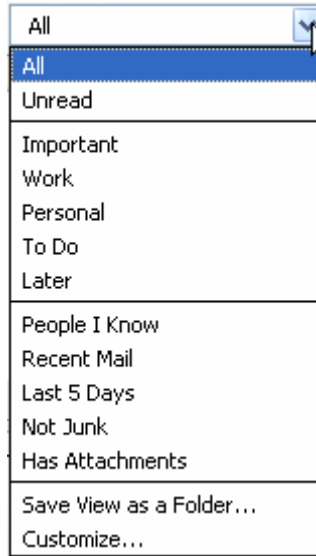 All
All
Unread
Important
Work
Personal
To Do
Later
People I Know
Recent Mail
Last 5 Days
Not Junk
Has Attachments
Save View as a Folder...
Customize...